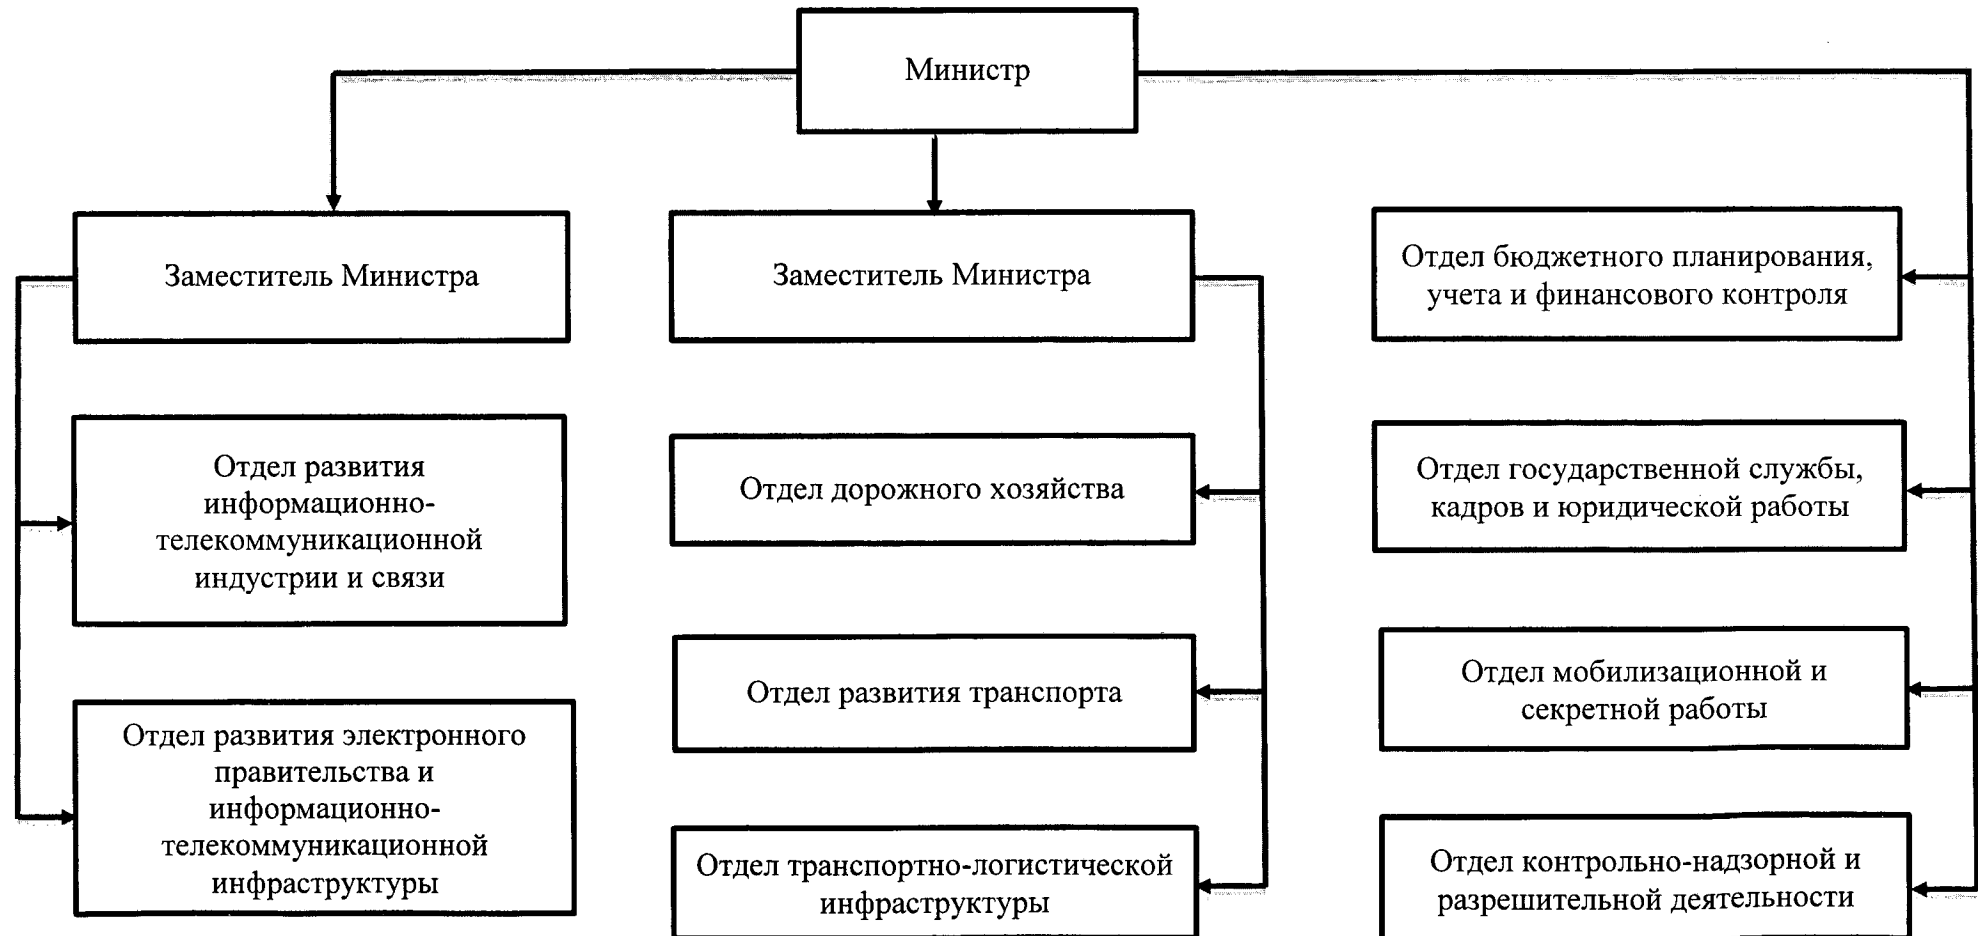 Министр
Заместитель Министра
Отдел развития
информационно-
телекоммуникационной
индустрии и связи
Отдел развития электронного
правительства и
информационно-
телекоммуникационной
инфраструктуры
Заместитель Министра
Отдел дорожного хозяйства
Отдел развития транспорта
Отдел транспортно-логистической
инфраструктуры
Отдел бюджетного планирования,
учета и финансового контроля
Отдел государственной службы,
кадров и юридической работы
Отдел мобилизационной и
секретной работы
Отдел контрольно-надзорной и
разрешительной деятельности